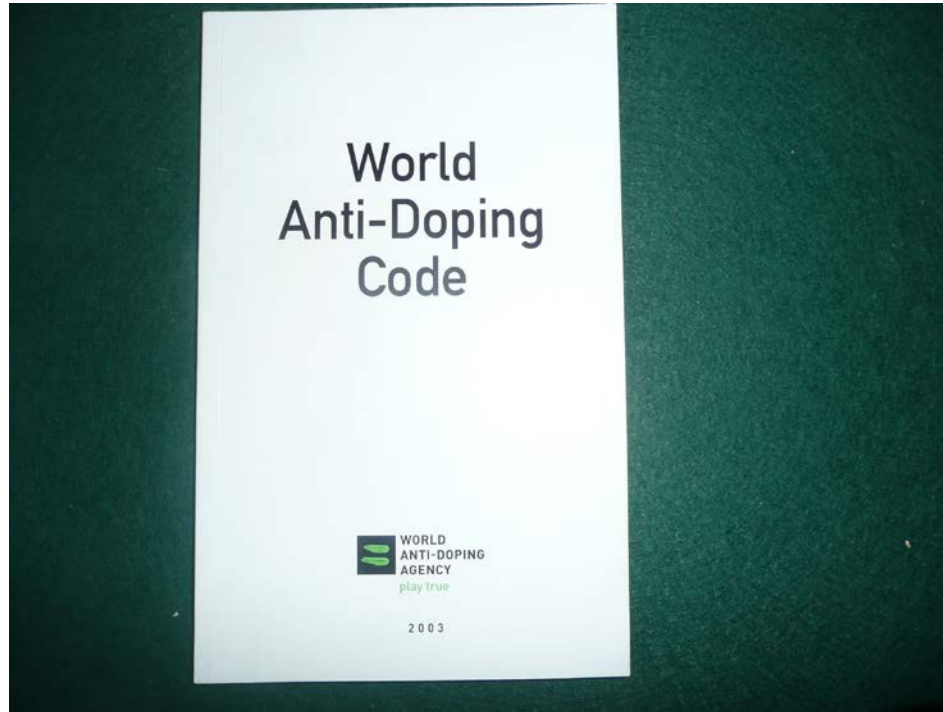 World
Anti-Doping
Code
WORLD
ANTI-DOPING
AGENCY
play true
2003